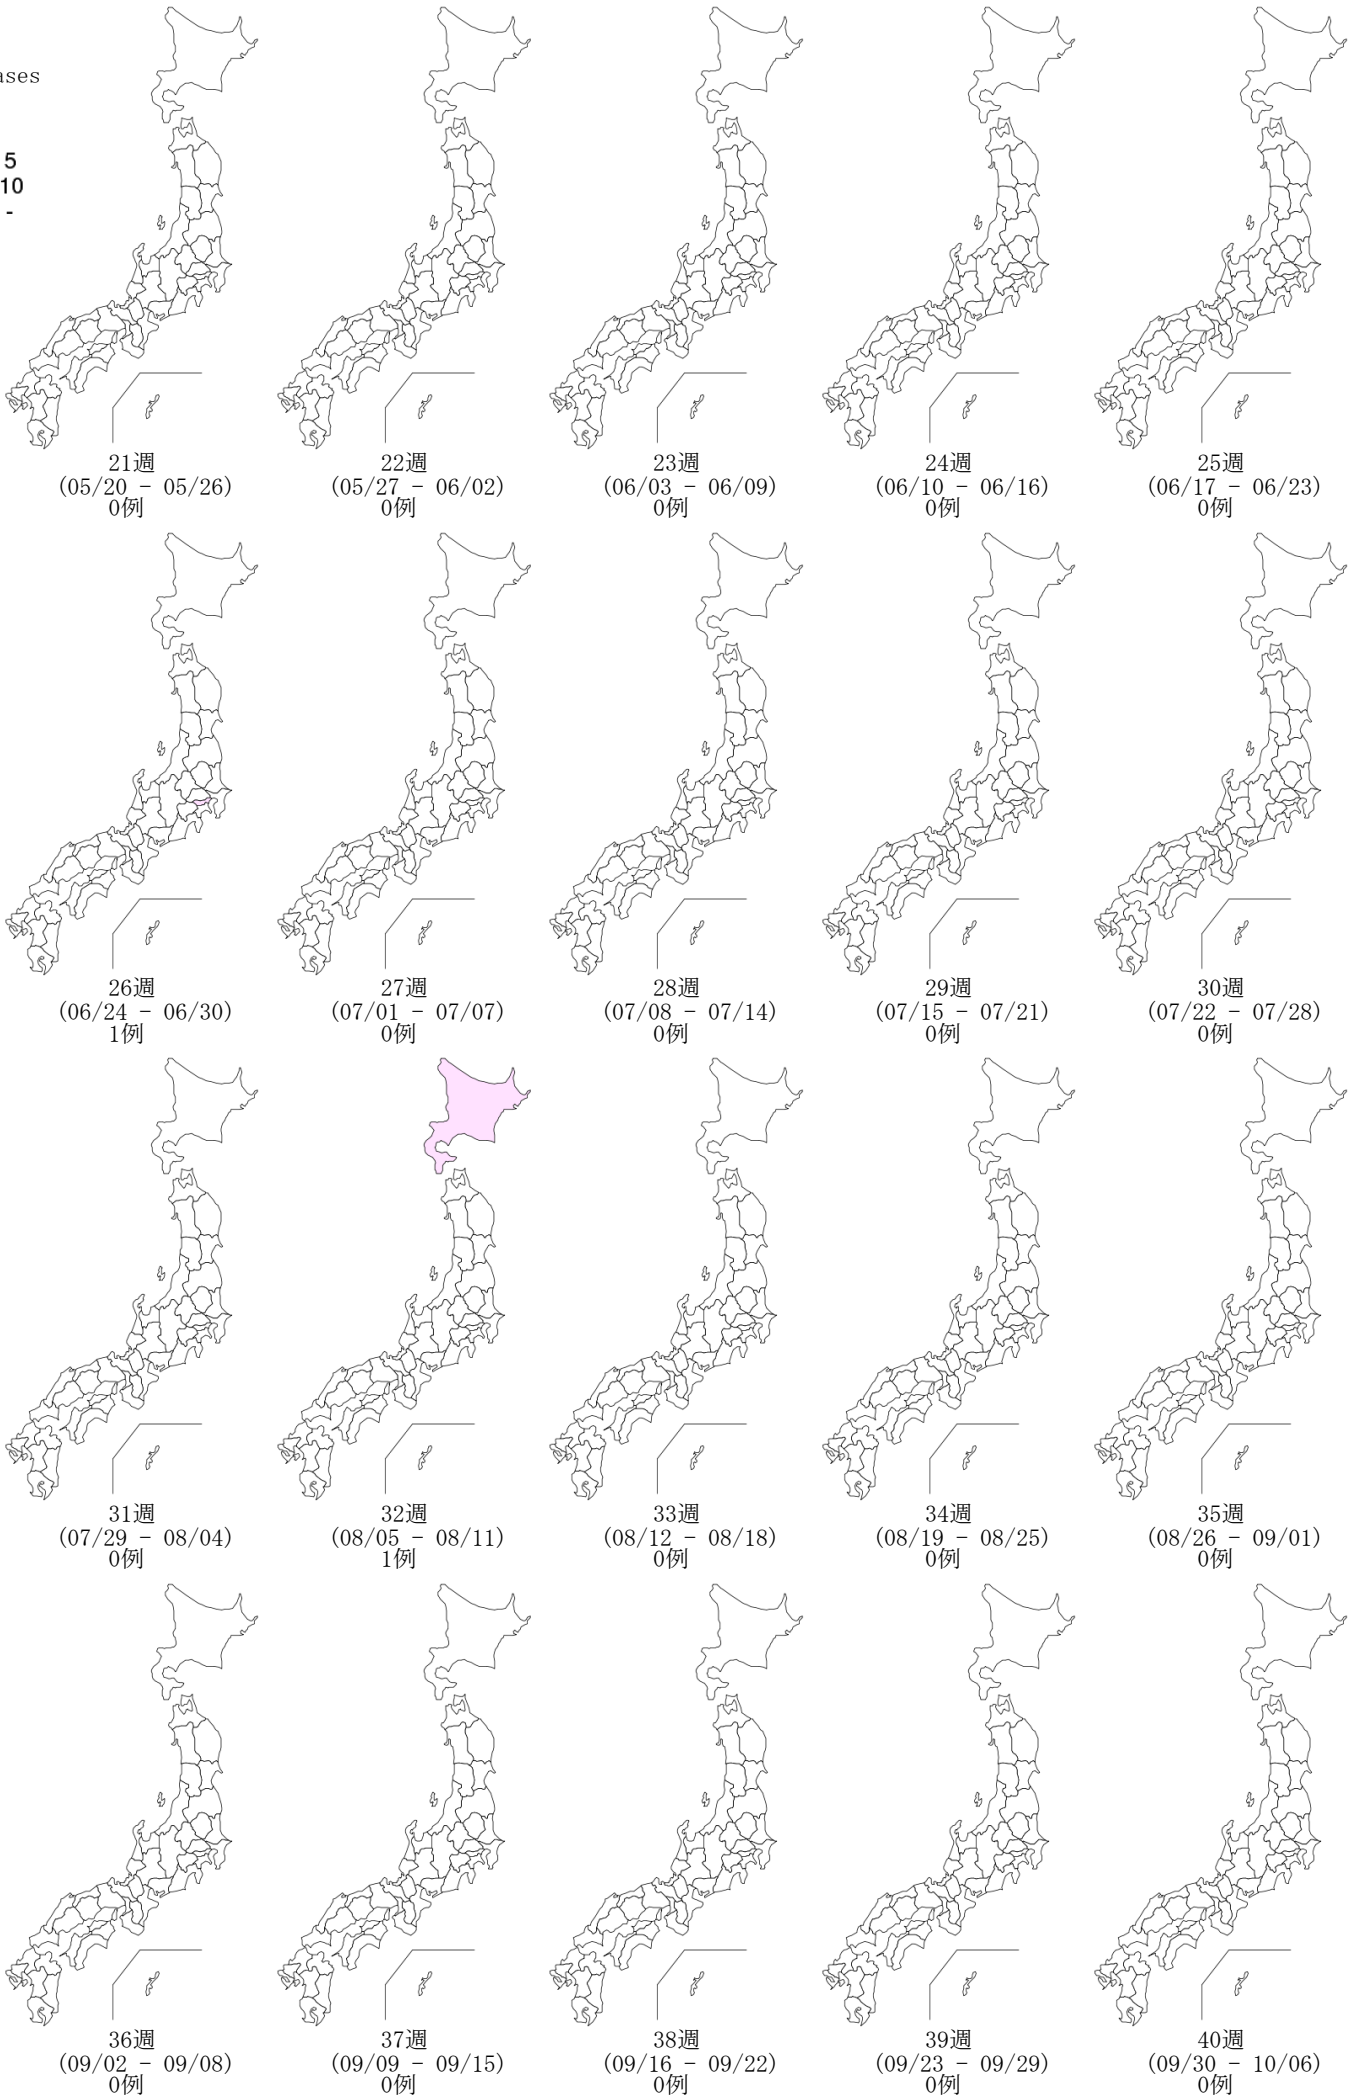 ases
5
10
-
21週
(05/20 - 05/26)
0例
22週
(05/27 - 06/02)
0例
23週
(06/03 - 06/09)
0例
24週
(06/10 - 06/16)
0例
25週
(06/17 - 06/23)
0例
26週
(06/24 - 06/30)
1例
27週
(07/01 - 07/07)
0例
28週
(07/08 - 07/14)
0例
29週
(07/15 - 07/21)
0例
30週
(07/22 - 07/28)
0例
31週
(07/29 - 08/04)
0例
32週
(08/05 - 08/11)
1例
33週
(08/12 - 08/18)
0例
34週
(08/19 - 08/25)
0例
35週
(08/26 - 09/01)
0例
36週
(09/02 - 09/08)
0例
37週
(09/09 - 09/15)
0例
38週
(09/16 - 09/22)
0例
39週
(09/23 - 09/29)
0例
40週
(09/30 - 10/06)
0例